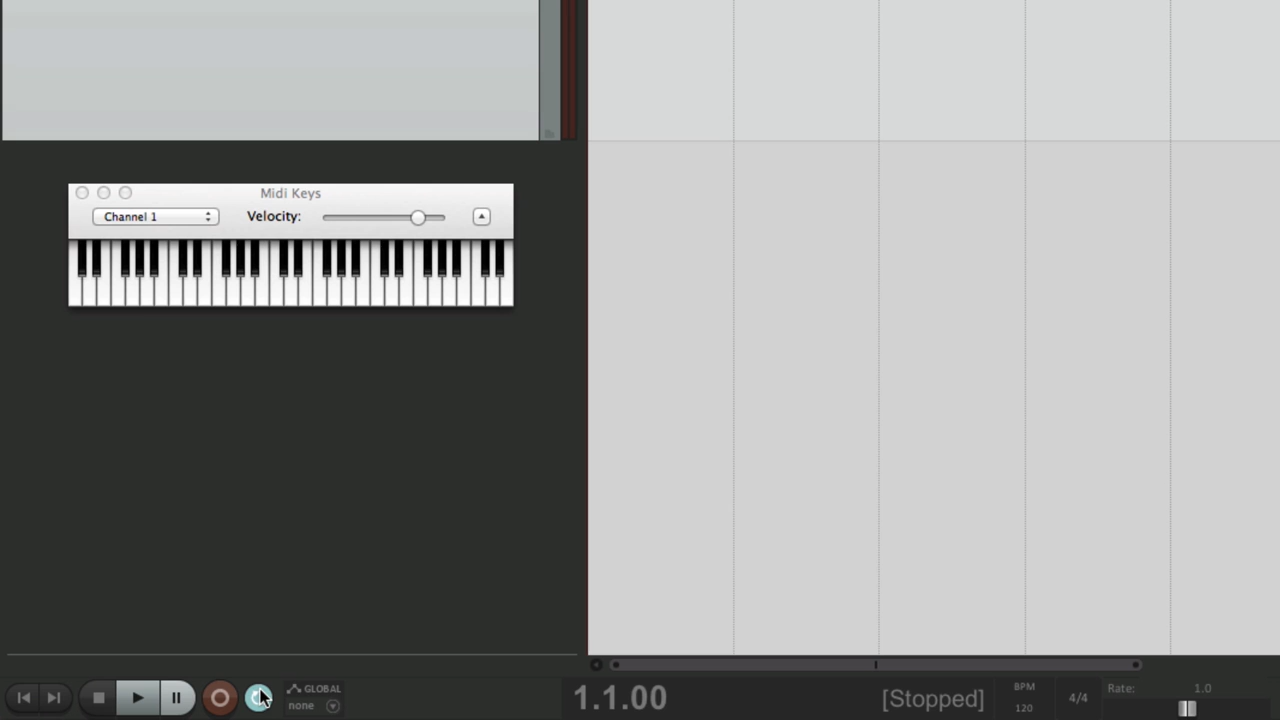 Midi Keys
Channel 1
Velocity:
GLOBAL
none
1.1.00
[Stopped]
BPM
120
4/4
Rate:
1.0